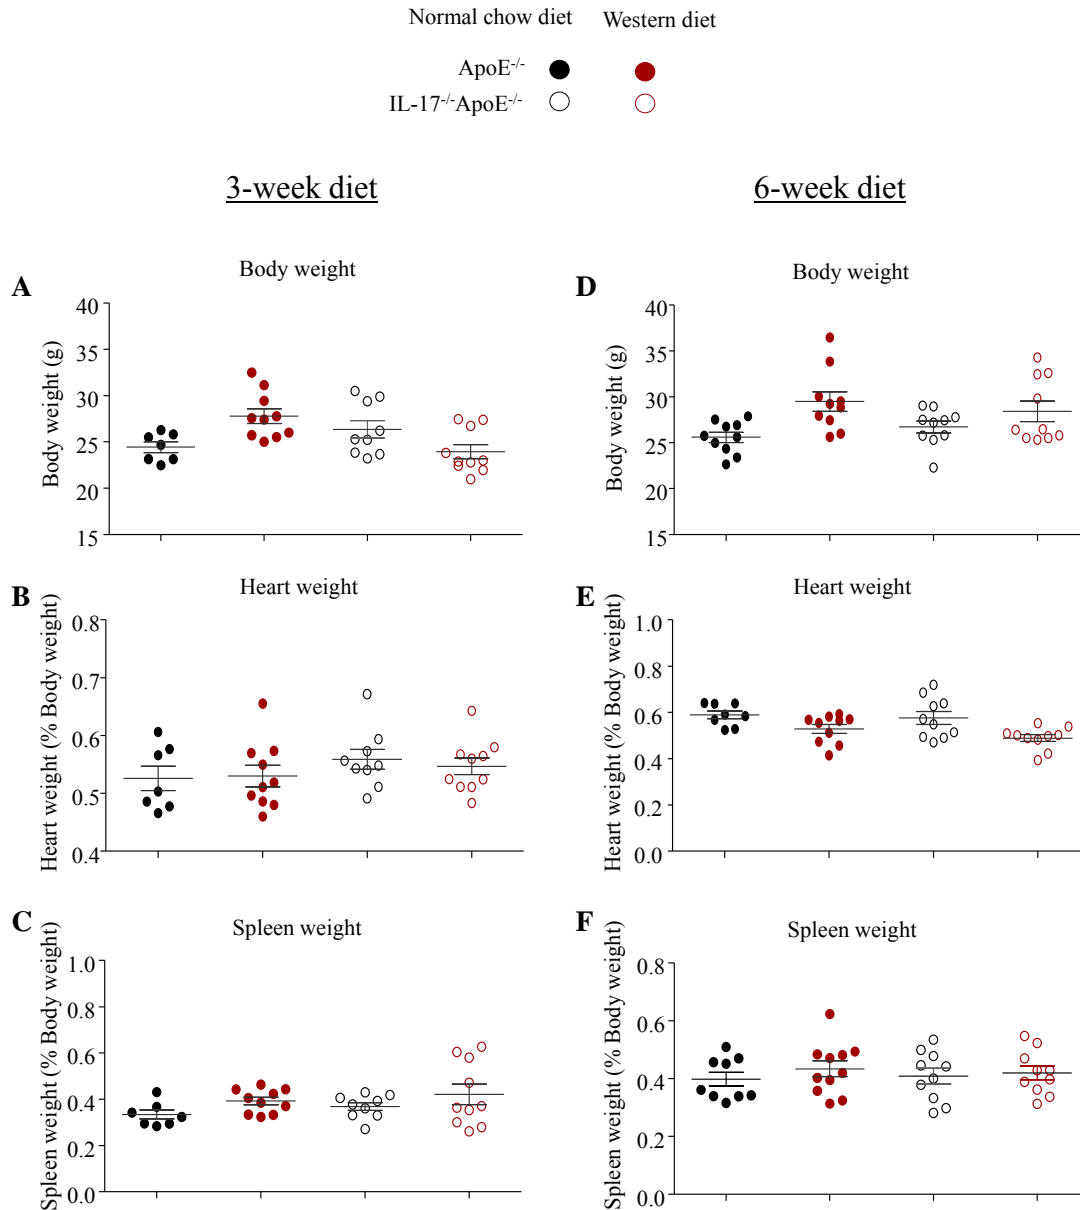 Normal chow diet Western diet
ApoE-/-
IL-17-/-ApoE-/-
3-week diet
6-week diet
A
Body weight
Body weight (g)
40
35
30
25
20
15
D
Body weight
Body weight (g)
40
35
30
25
20
15
B
Heart weight
Heart weight (% Body weight)
0.8
0.7
0.6
0.5
0.4
E
Heart weight
Heart weight (% Body weight)
1.0
0.8
0.6
0.4
0.2
0.0
C
Spleen weight
Spleen weight (% Body weight)
1.0
0.8
0.6
0.4
0.2
0.0
F
Spleen weight
Spleen weight (% Body weight)
0.8
0.6
0.4
0.2
0.0